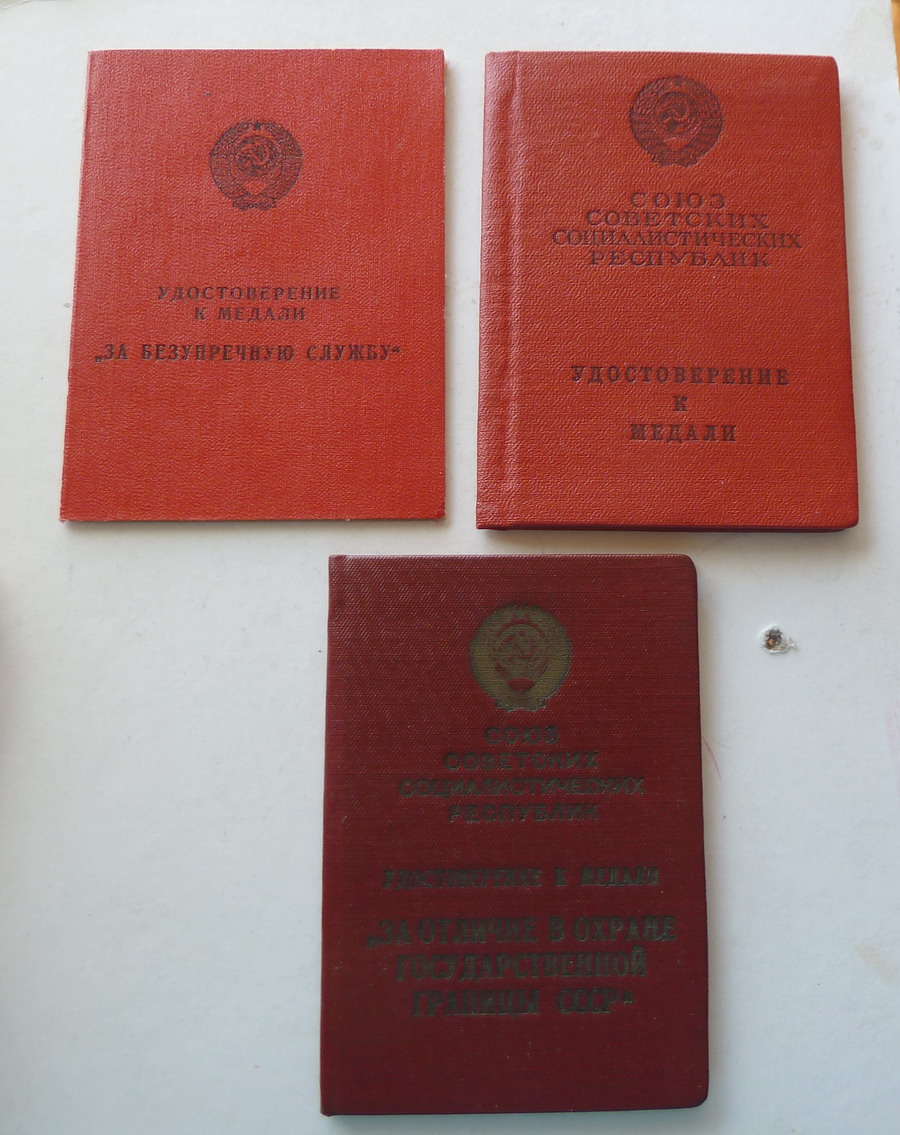 УДОСТОВЕРЕНИЕ
К МЕДАЛИ
„ЗА БЕЗУПРЕЧНУЮ СЛУЖБУ“
СОЮЗ
СОВЕТСКИХ
СОЦИАЛИСТИЧЕСКИХ
РЕСПУБЛИК
УДОСТОВЕРЕНИЕ
К
МЕДАЛИ
СОЮЗ
СОВЕТСКИХ
СОЦИАЛИСТИЧЕСКИХ
РЕСПУБЛИК
УДОСТОВЕРЕНИЕ К МЕДАЛИ
„ЗА ОТЛИЧИЕ В ОХРАНЕ
ГОСУДАРСТВЕННОЙ
ГРАНИЦЫ СССР“